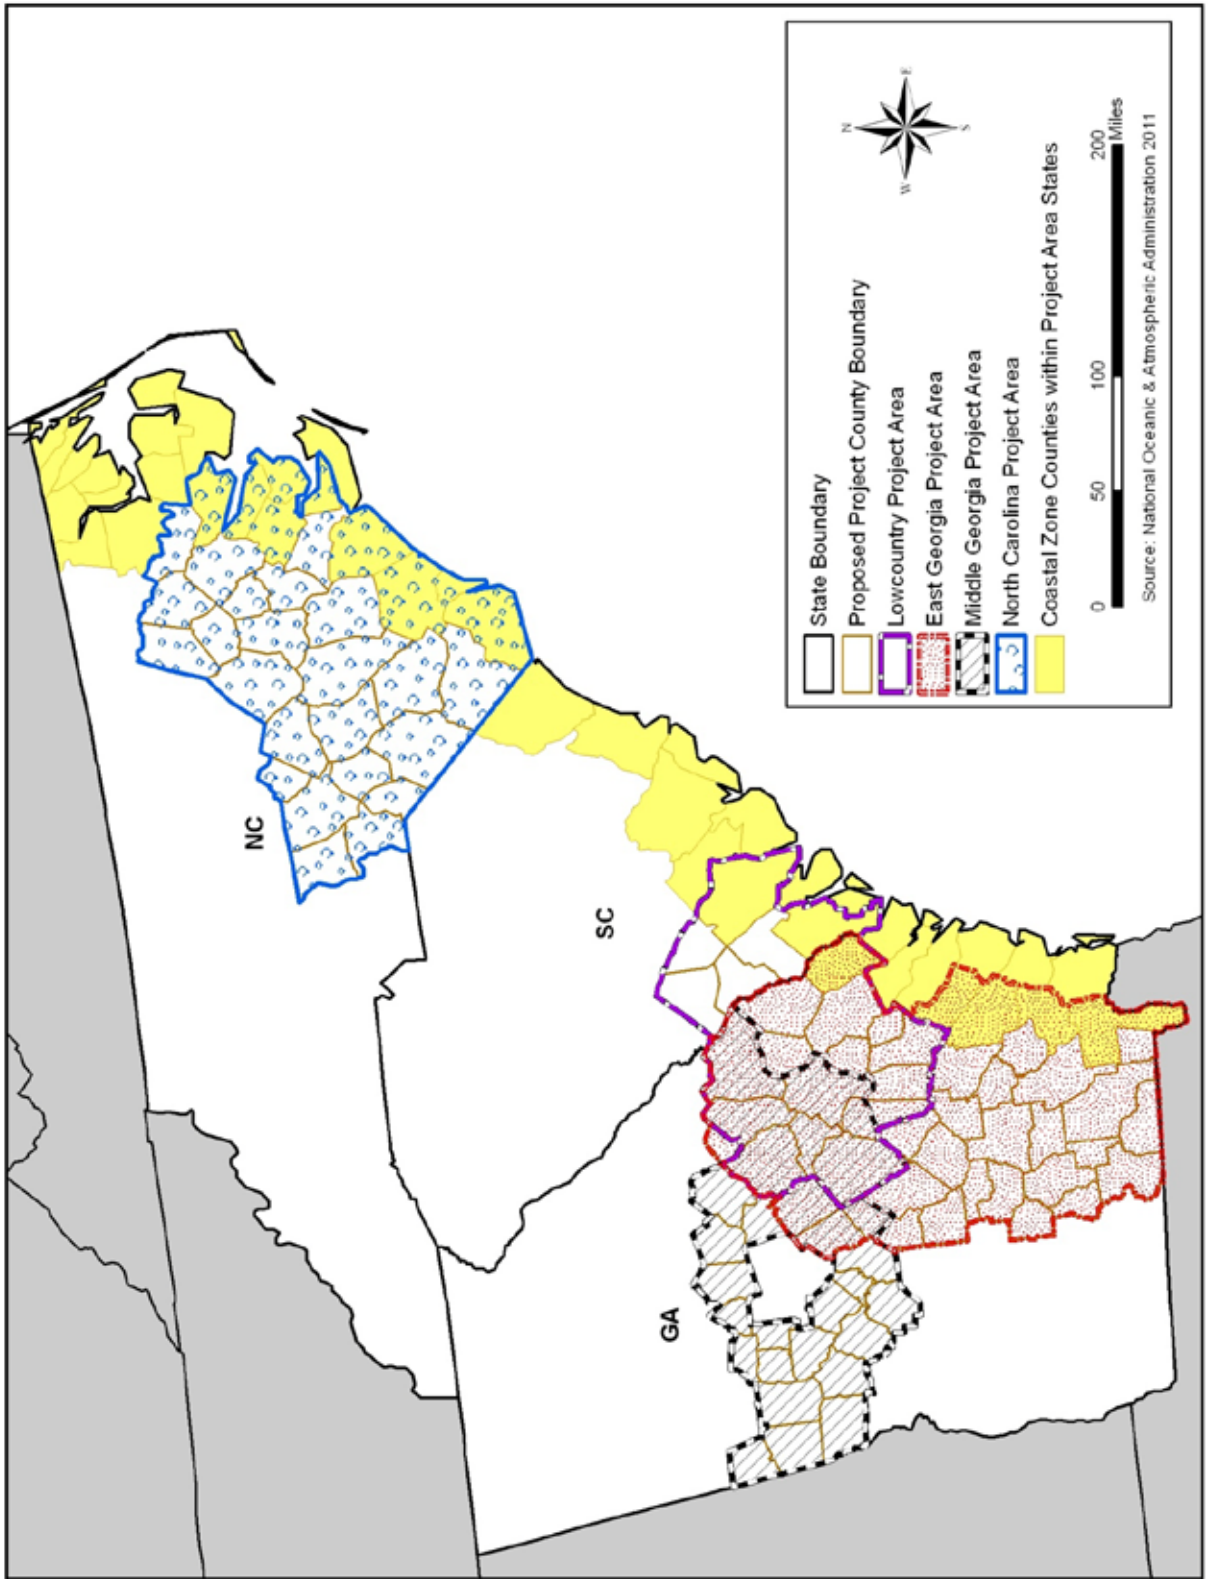 NC
SC
GA
N
W
E
S
State Boundary
Proposed Project County Boundary
Lowcountry Project Area
East Georgia Project Area
Middle Georgia Project Area
North Carolina Project Area
Coastal Zone Counties within Project Area States
0 50 100 200
Miles
Source: National Oceanic & Atmospheric Administration 2011